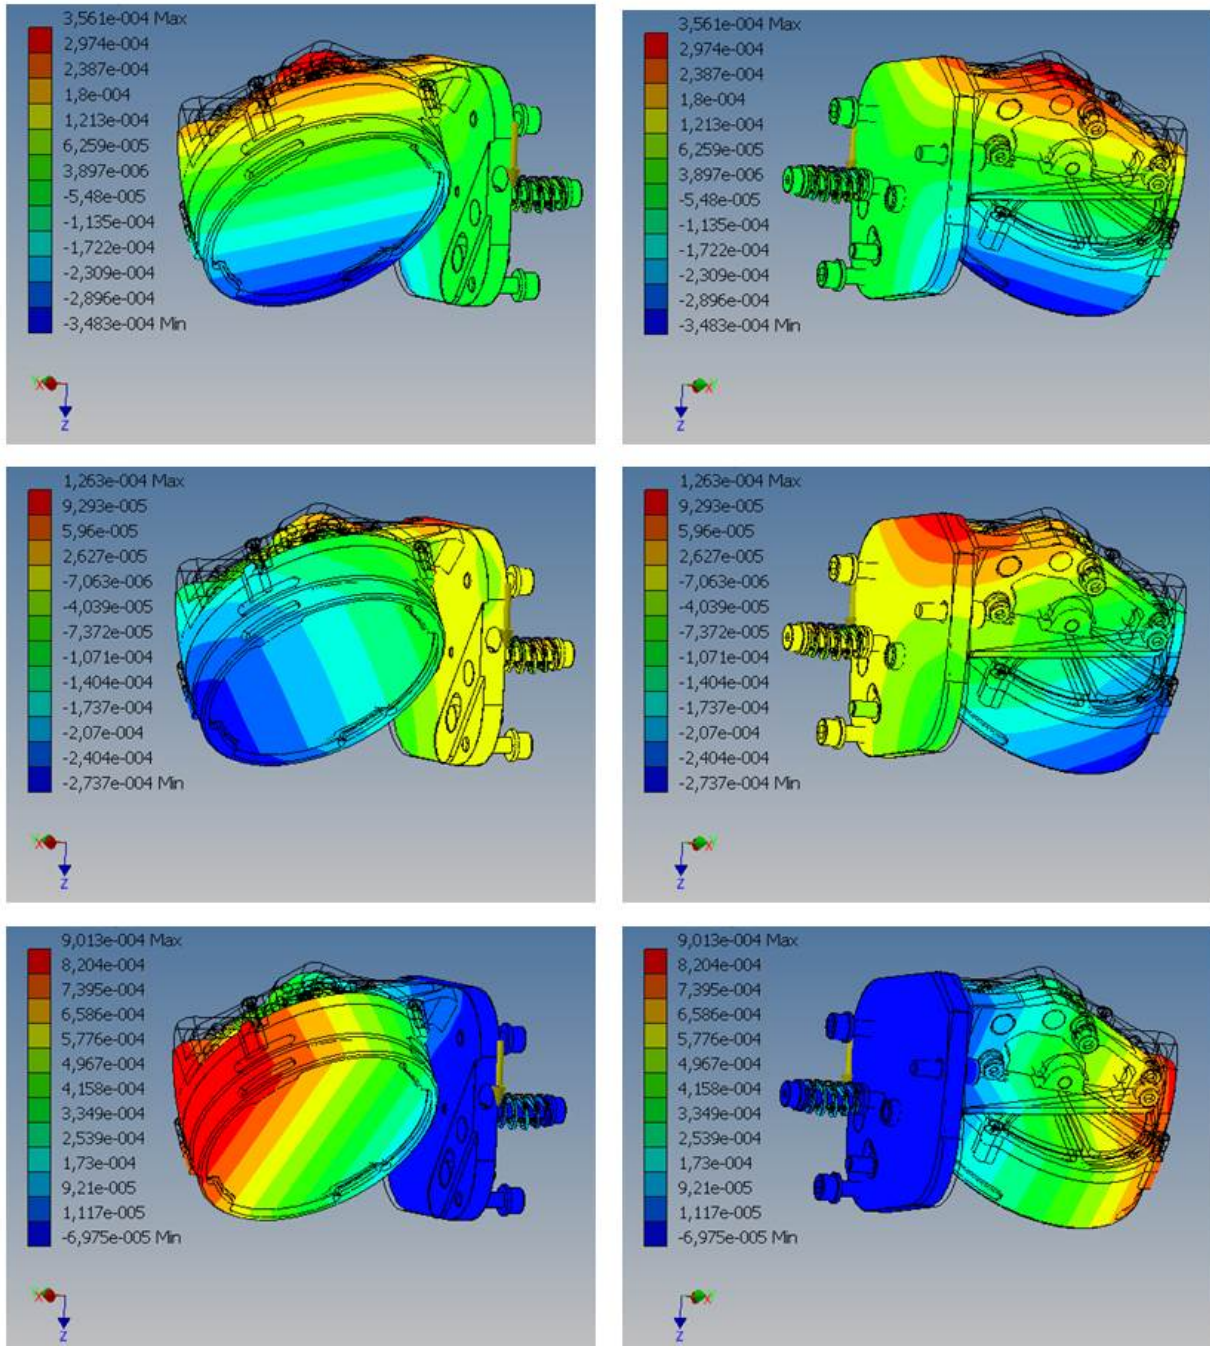 3,561e-004 Max
2,974e-004
2,387e-004
1,8e-004
1,213e-004
6,259e-005
3,897e-006
-5,48e-005
-1,135e-004
-1,722e-004
-2,309e-004
-2,896e-004
-3,483e-004 Min
Y X
Z
3,561e-004 Max
2,974e-004
2,387e-004
1,8e-004
1,213e-004
6,259e-005
3,897e-006
-5,48e-005
-1,135e-004
-1,722e-004
-2,309e-004
-2,896e-004
-3,483e-004 Min
X Y
Z
1,263e-004 Max
9,293e-005
5,96e-005
2,627e-005
-7,063e-006
-4,039e-005
-7,372e-005
-1,071e-004
-1,404e-004
-1,737e-004
-2,07e-004
-2,404e-004
-2,737e-004 Min
Y X
Z
1,263e-004 Max
9,293e-005
5,96e-005
2,627e-005
-7,063e-006
-4,039e-005
-7,372e-005
-1,071e-004
-1,404e-004
-1,737e-004
-2,07e-004
-2,404e-004
-2,737e-004 Min
X Y
Z
9,013e-004 Max
8,204e-004
7,395e-004
6,586e-004
5,776e-004
4,967e-004
4,158e-004
3,349e-004
2,539e-004
1,73e-004
9,21e-005
1,117e-005
-6,975e-005 Min
Y X
Z
9,013e-004 Max
8,204e-004
7,395e-004
6,586e-004
5,776e-004
4,967e-004
4,158e-004
3,349e-004
2,539e-004
1,73e-004
9,21e-005
1,117e-005
-6,975e-005 Min
X Y
Z